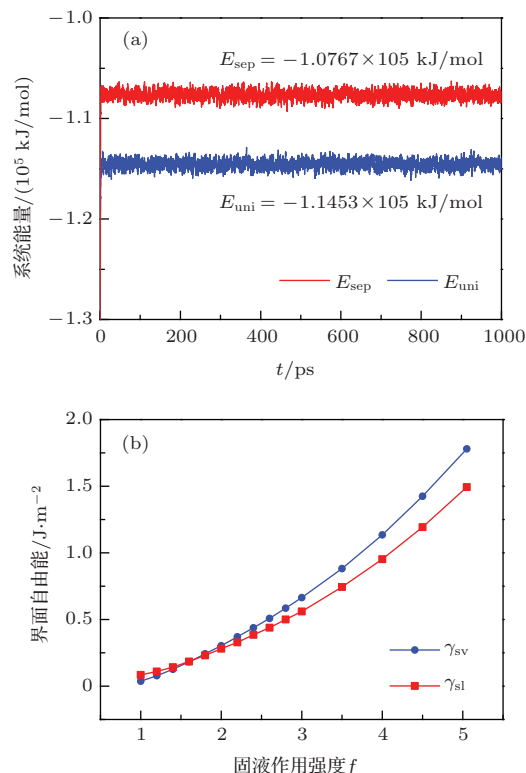 (a)
E_sep = −1.0767×105 kJ/mol
E_uni = −1.1453×105 kJ/mol
E_sep E_uni
系统能量/(10^5 kJ/mol)
−1.0
−1.1
−1.2
−1.3
0 200 400 600 800 1000
t/ps
(b)
界面自由能/J·m^−2
2.0
1.5
1.0
0.5
0
γ_sv
γ_sl
1 2 3 4 5
固液作用强度f